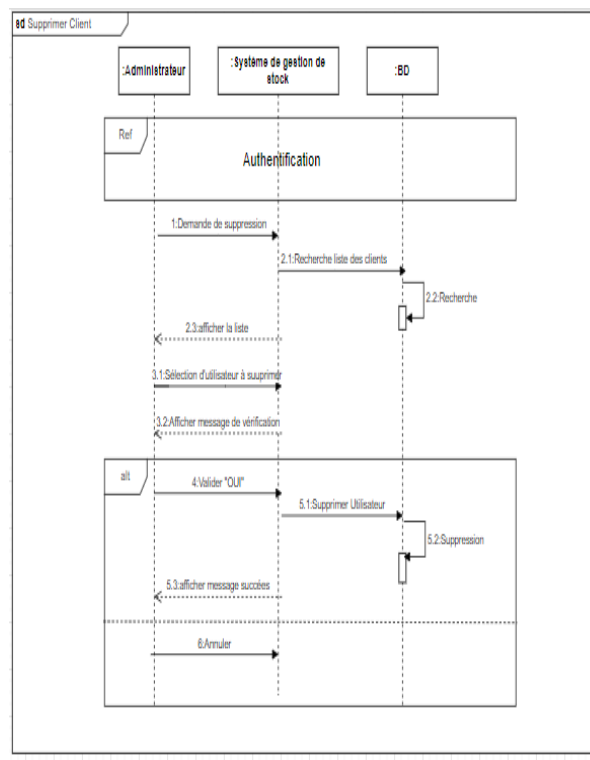 sd Supprimer Client
:Administrateur
:Système de gestion de
stock
:BD
Ref
Authentification
1:Demande de suppression
2.1:Recherche liste des clients
2.2:Recherche
2.3:afficher la liste
3.1:Sélection d'utilisateur à suuprimer
3.2:Afficher message de vérification
alt
4:Valider "OUI"
5.1:Supprimer Utilisateur
5.2:Suppression
5.3:afficher message succées
6:Annuler